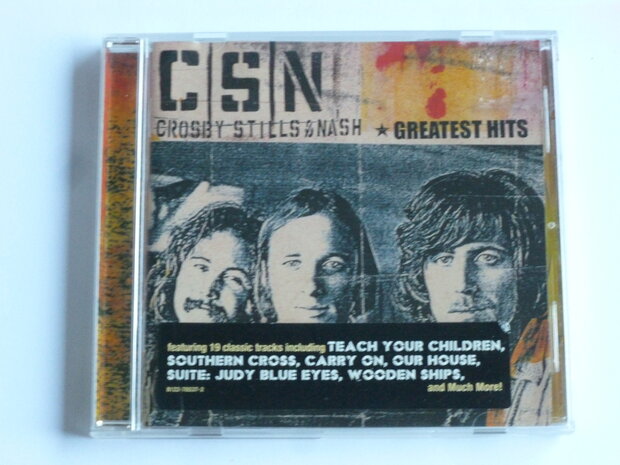 CSN
CROSBY STILLS & NASH ★ GREATEST HITS
featuring 19 classic tracks including TEACH YOUR CHILDREN,
SOUTHERN CROSS, CARRY ON, OUR HOUSE,
SUITE: JUDY BLUE EYES, WOODEN SHIPS,
and Much More!